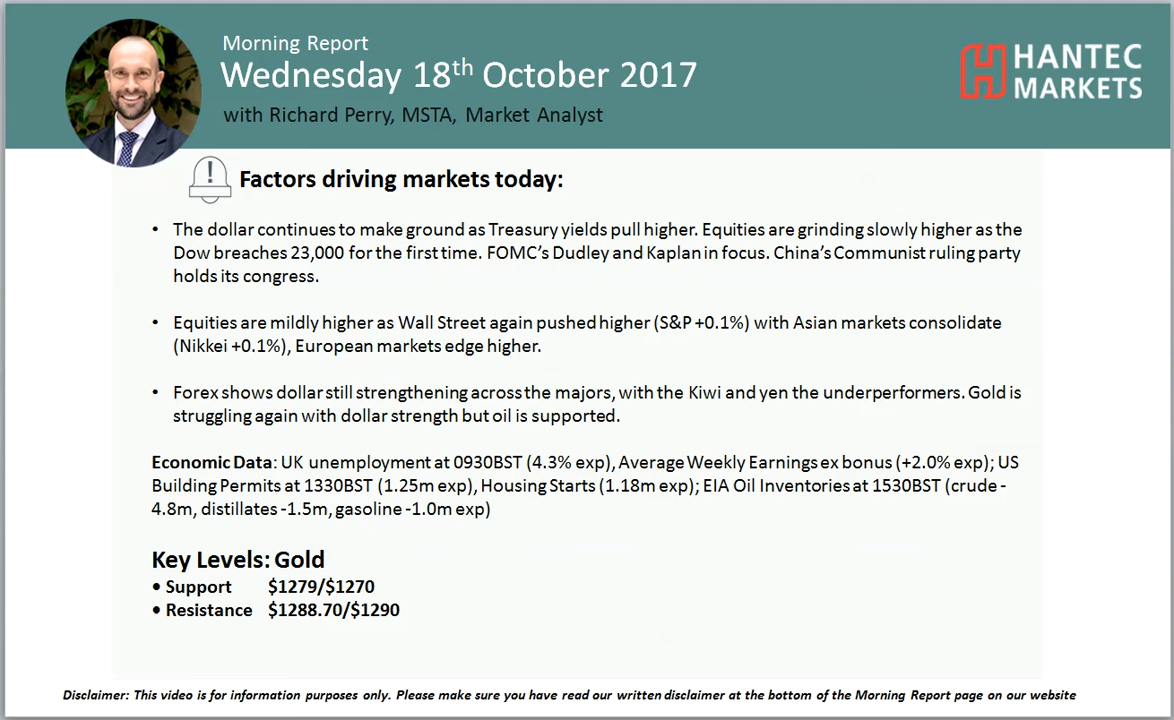 Morning Report
Wednesday 18th October 2017
with Richard Perry, MSTA, Market Analyst
HANTEC
MARKETS
Factors driving markets today:
• The dollar continues to make ground as Treasury yields pull higher. Equities are grinding slowly higher as the
Dow breaches 23,000 for the first time. FOMC's Dudley and Kaplan in focus. China's Communist ruling party
holds its congress.
• Equities are mildly higher as Wall Street again pushed higher (S&P +0.1%) with Asian markets consolidate
(Nikkei +0.1%), European markets edge higher.
• Forex shows dollar still strengthening across the majors, with the Kiwi and yen the underperformers. Gold is
struggling again with dollar strength but oil is supported.
Economic Data: UK unemployment at 0930BST (4.3% exp), Average Weekly Earnings ex bonus (+2.0% exp); US
Building Permits at 1330BST (1.25m exp), Housing Starts (1.18m exp); EIA Oil Inventories at 1530BST (crude -
4.8m, distillates -1.5m, gasoline -1.0m exp)
Key Levels: Gold
• Support $1279/$1270
• Resistance $1288.70/$1290
Disclaimer: This video is for information purposes only. Please make sure you have read our written disclaimer at the bottom of the Morning Report page on our website